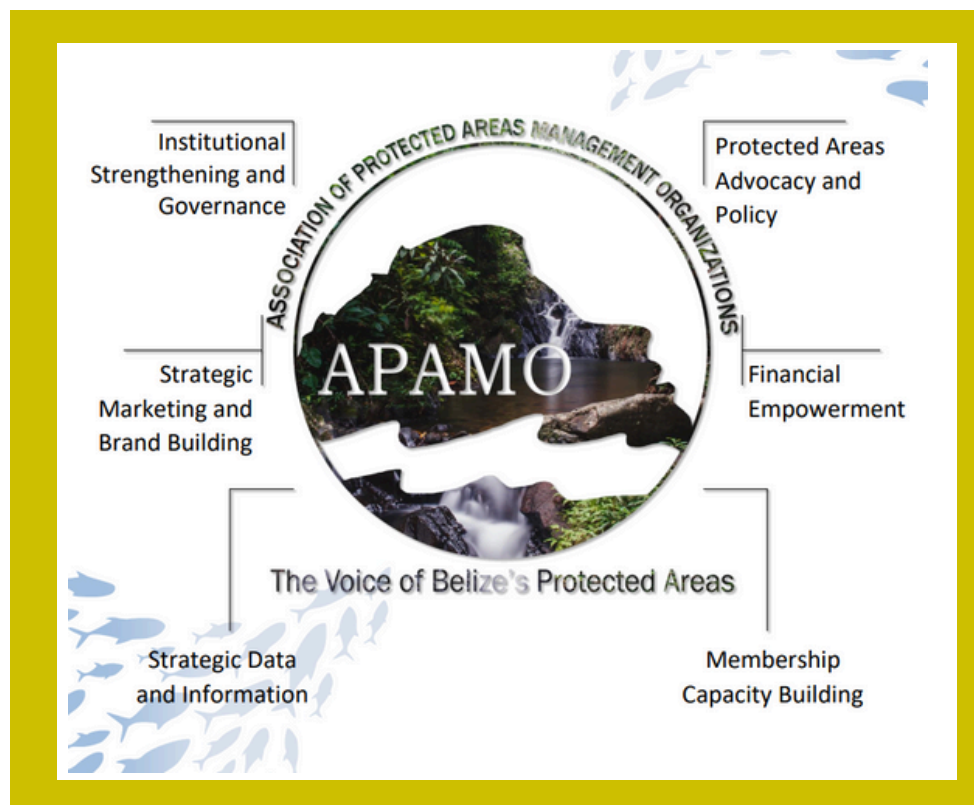 ASSOCIATION OF PROTECTED AREAS MANAGEMENT ORGANIZATIONS
Institutional
Strengthening and
Governance
Protected Areas
Advocacy and
Policy
APAMO
Strategic
Marketing and
Brand Building
Financial
Empowerment
The Voice of Belize's Protected Areas
Strategic Data
and Information
Membership
Capacity Building